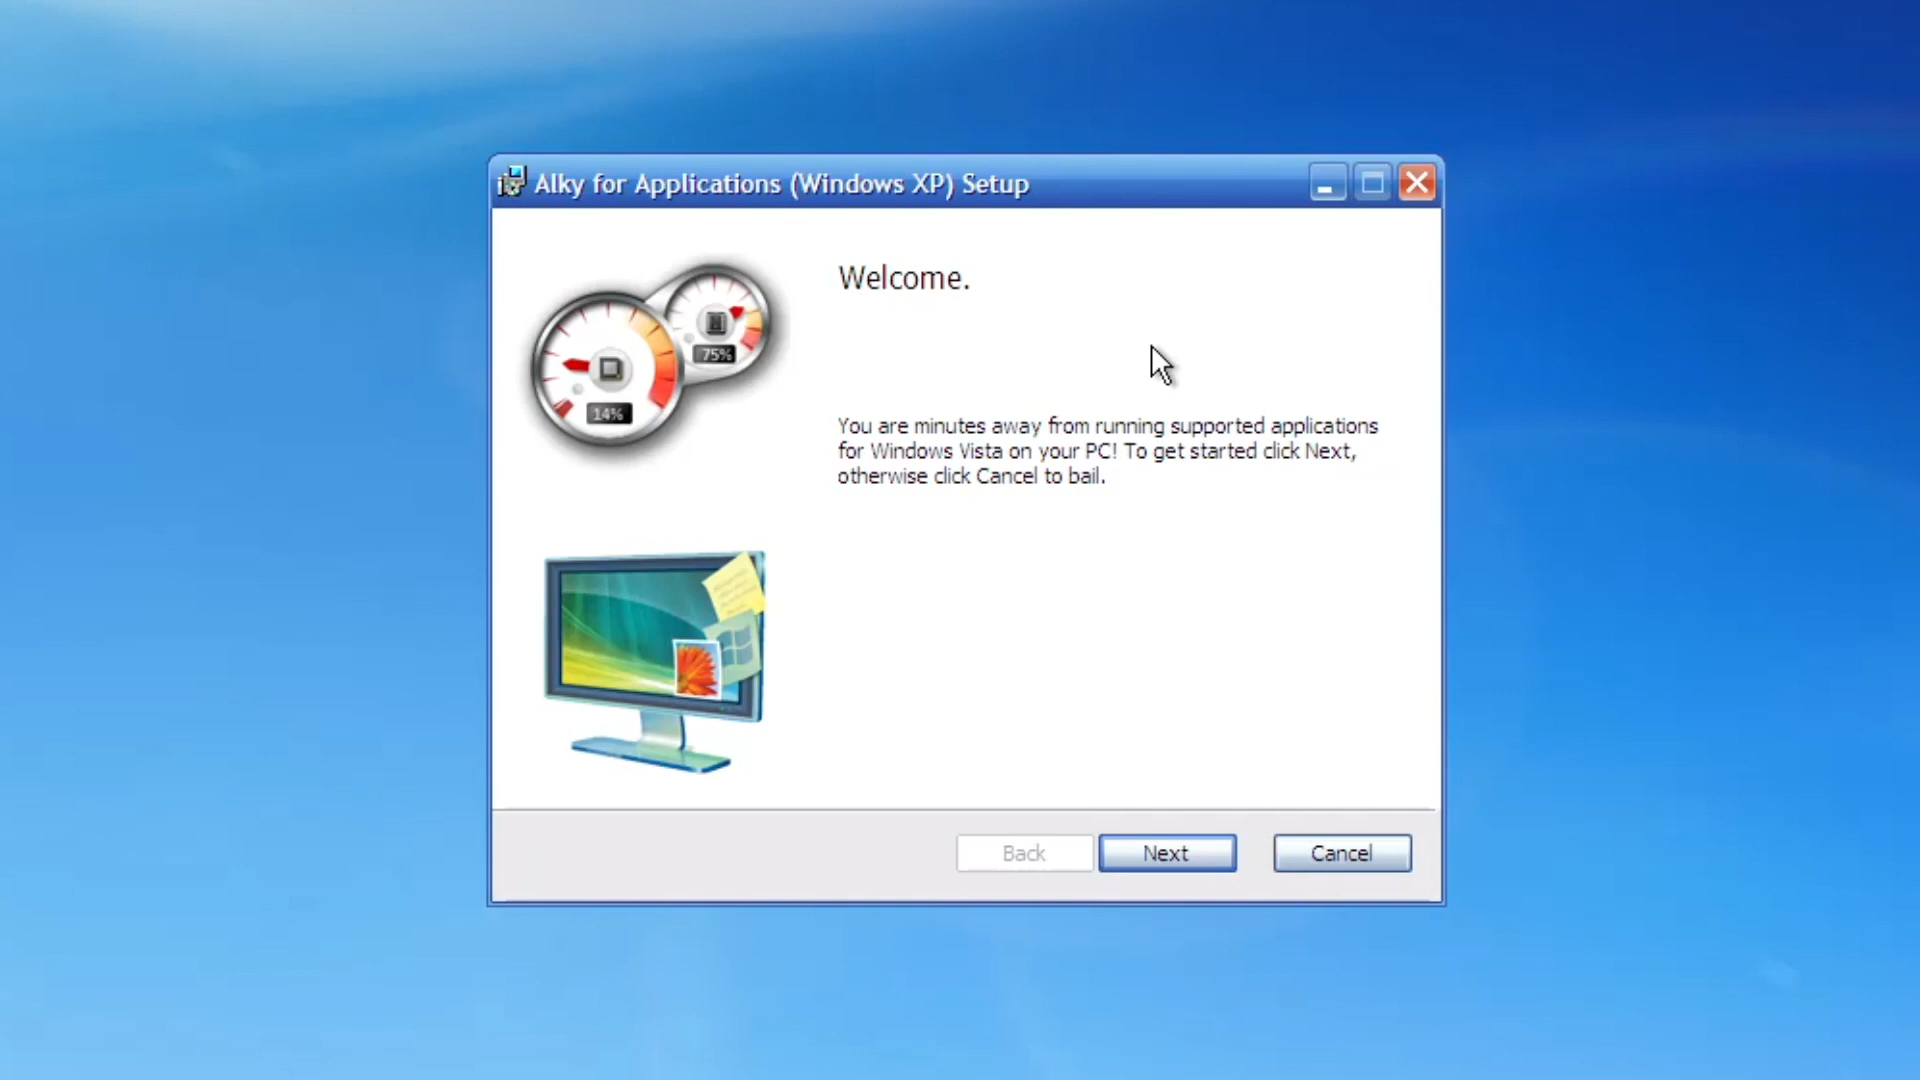 Alky for Applications (Windows XP) Setup
Welcome.
75%
14%
You are minutes away from running supported applications
for Windows Vista on your PC! To get started click Next,
otherwise click Cancel to bail.
Back
Next
Cancel